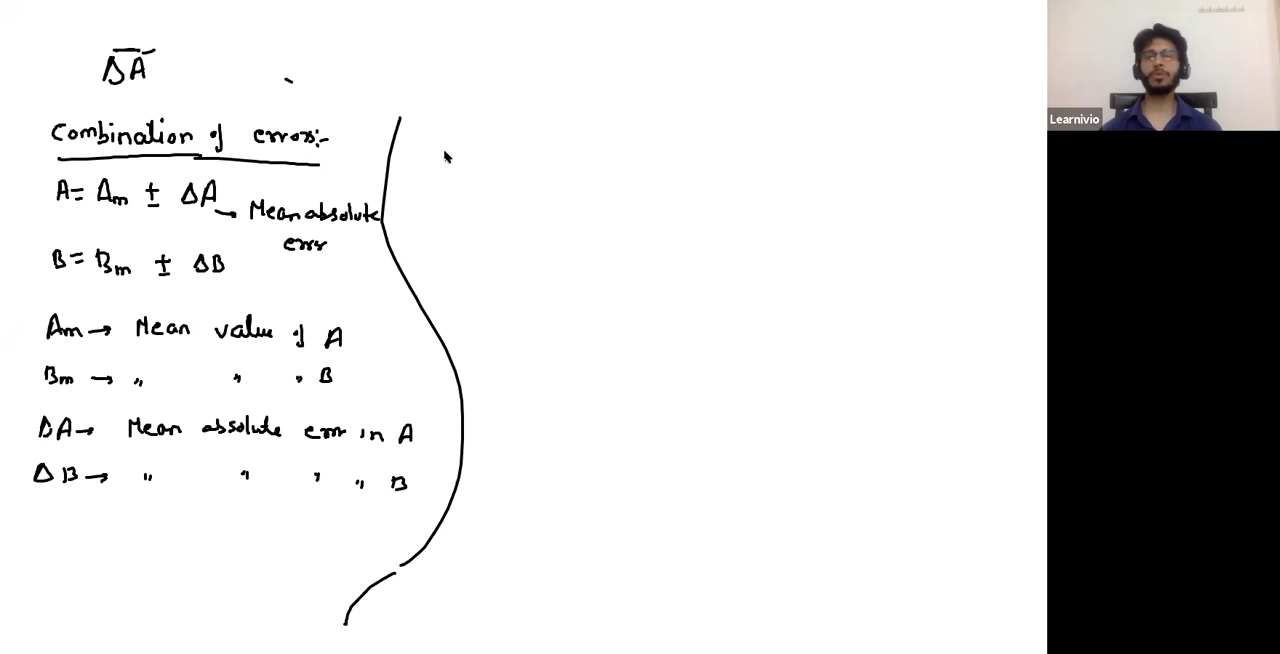 ΔA̅
Combination of errors:-
A = Am ± ΔA → Mean absolute
error
B = Bm ± ΔB
Am → Mean value of A
Bm → " " " B
ΔA → Mean absolute error in A
ΔB → " " " " B
Learnivio